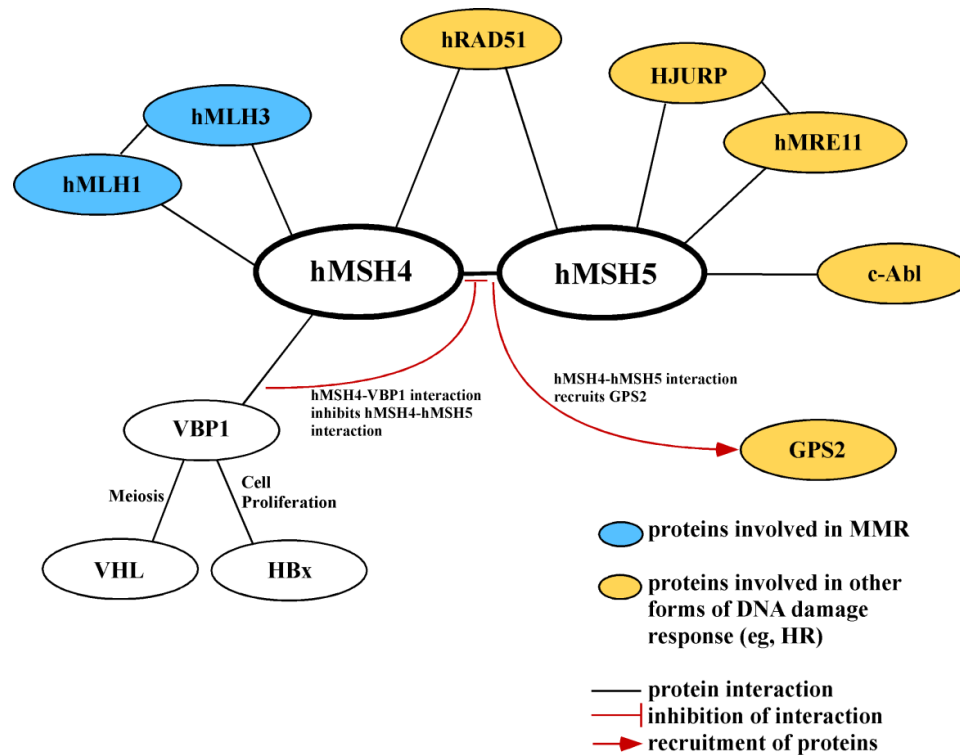 hRAD51
HJURP
hMLH3
hMRE11
hMLH1
hMSH4
hMSH5
c-Abl
hMSH4-VBP1 interaction
inhibits hMSH4-hMSH5
interaction
hMSH4-hMSH5 interaction
recruits GPS2
VBP1
GPS2
Meiosis
Cell
Proliferation
VHL
HBx
proteins involved in MMR
proteins involved in other
forms of DNA damage
response (eg, HR)
protein interaction
inhibition of interaction
recruitment of proteins